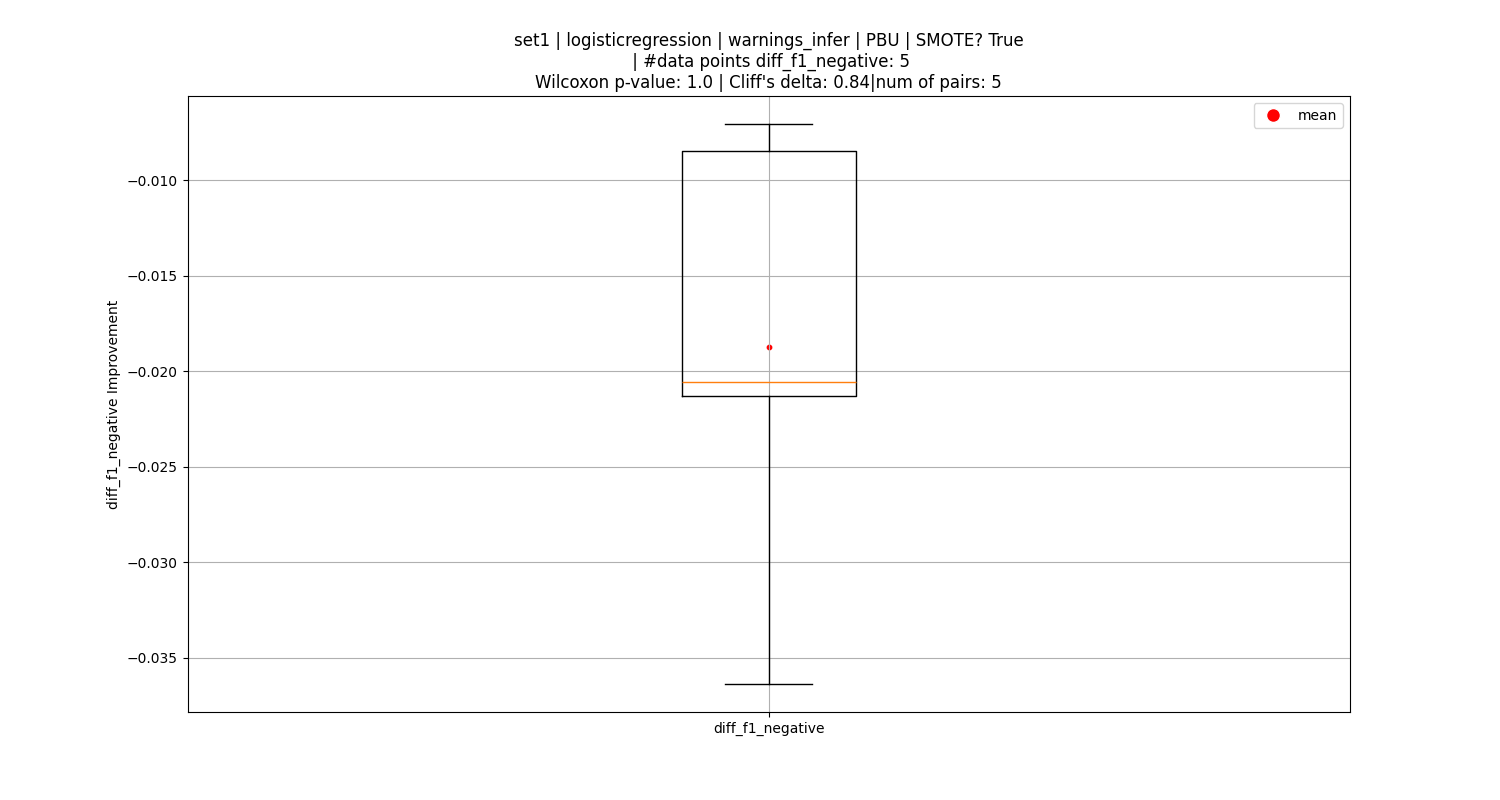 set1 | logisticregression | warnings_infer | PBU | SMOTE? True
| #data points diff_f1_negative: 5
Wilcoxon p-value: 1.0 | Cliff's delta: 0.84|num of pairs: 5
mean
−0.010
−0.015
−0.020
−0.025
−0.030
−0.035
diff_f1_negative Improvement
diff_f1_negative